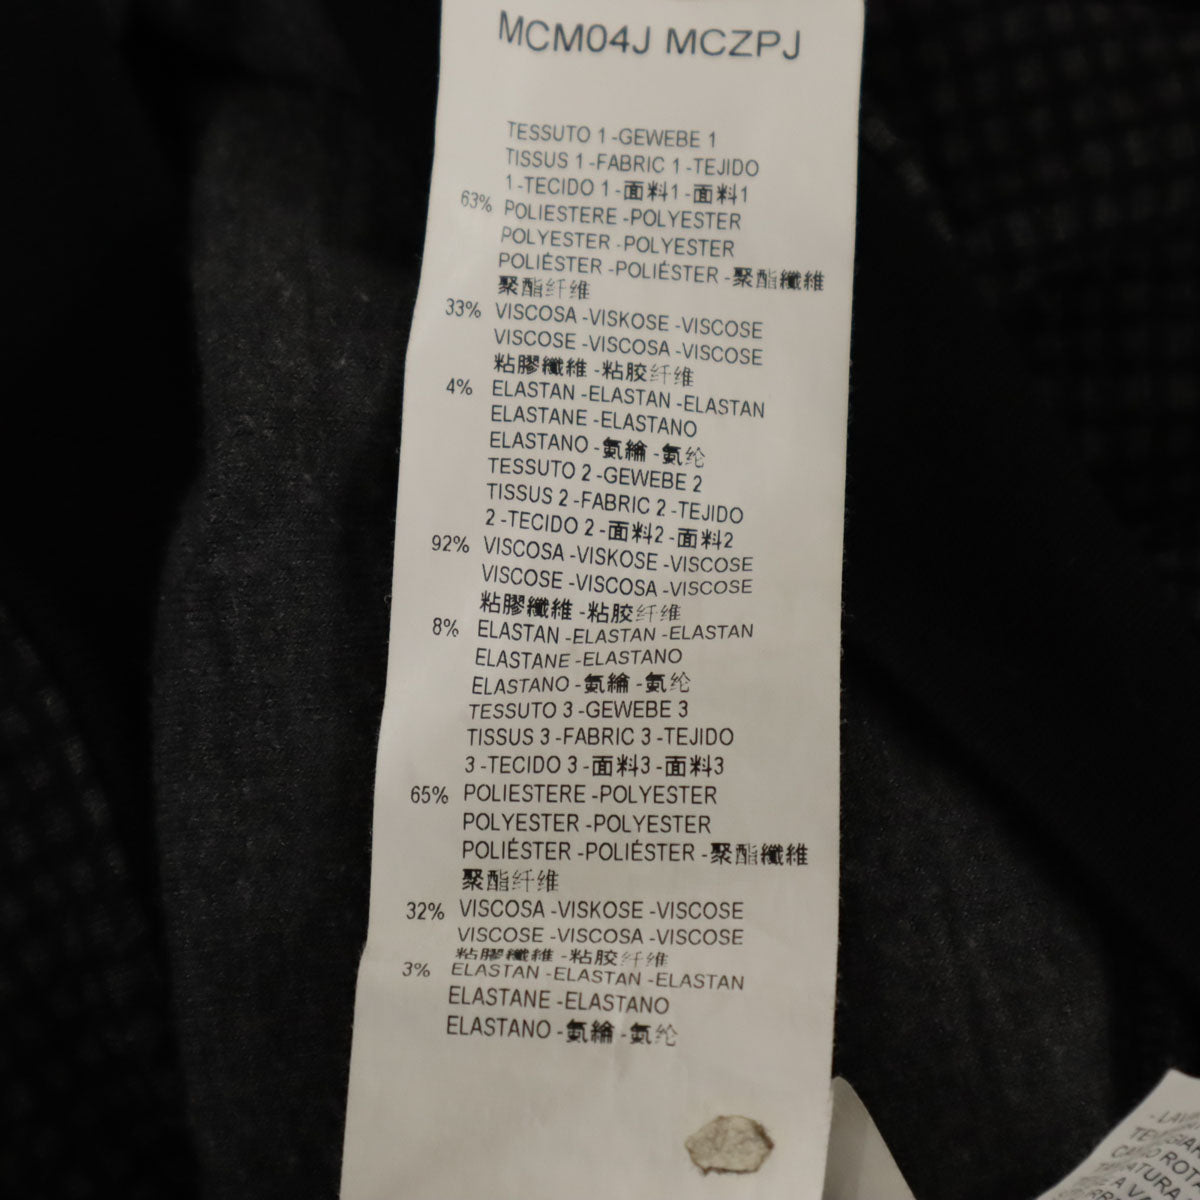 MCM04J MCZPJ
TESSUTO 1 -GEWEBE 1
TISSUS 1 -FABRIC 1 -TEJIDO
1 -TECIDO 1 -面料1 -面料1
63% POLIESTERE -POLYESTER
POLYESTER -POLYESTER
POLIÉSTER -POLIÉSTER -聚酯纖維
聚酯纤维
33% VISCOSA -VISKOSE -VISCOSE
VISCOSE -VISCOSA -VISCOSE
粘膠纖維 -粘胶纤维
4% ELASTAN -ELASTAN -ELASTAN
ELASTANE -ELASTANO
ELASTANO -氨綸 -氨纶
TESSUTO 2 -GEWEBE 2
TISSUS 2 -FABRIC 2 -TEJIDO
2 -TECIDO 2 -面料2 -面料2
92% VISCOSA -VISKOSE -VISCOSE
VISCOSE -VISCOSA -VISCOSE
粘膠纖維 -粘胶纤维
8% ELASTAN -ELASTAN -ELASTAN
ELASTANE -ELASTANO
ELASTANO -氨綸 -氨纶
TESSUTO 3 -GEWEBE 3
TISSUS 3 -FABRIC 3 -TEJIDO
3 -TECIDO 3 -面料3 -面料3
65% POLIESTERE -POLYESTER
POLYESTER -POLYESTER
POLIÉSTER -POLIÉSTER -聚酯纖維
聚酯纤维
32% VISCOSA -VISKOSE -VISCOSE
VISCOSE -VISCOSA -VISCOSE
粘膠纖維 -粘胶纤维
3% ELASTAN -ELASTAN -ELASTAN
ELASTANE -ELASTANO
ELASTANO -氨綸 -氨纶